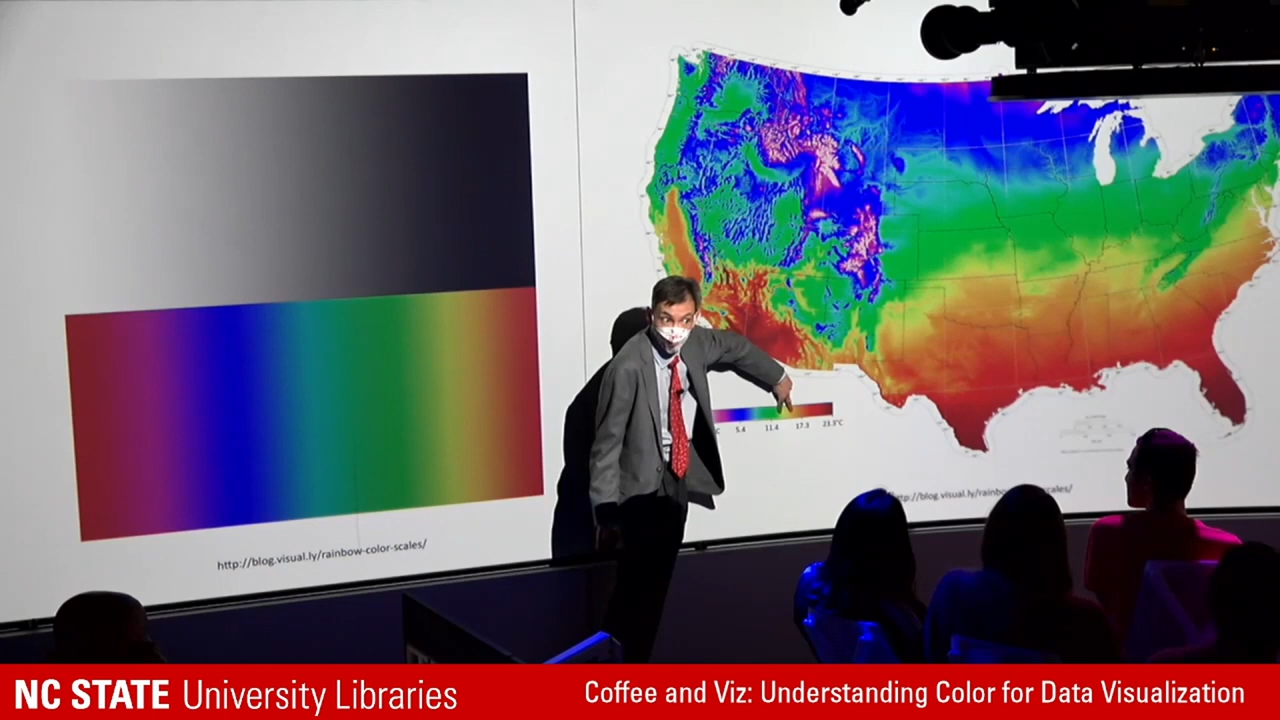 5.4 11.4 17.3 23.3°C
http://blog.visual.ly/rainbow-color-scales/
NC STATE University Libraries
Coffee and Viz: Understanding Color for Data Visualization